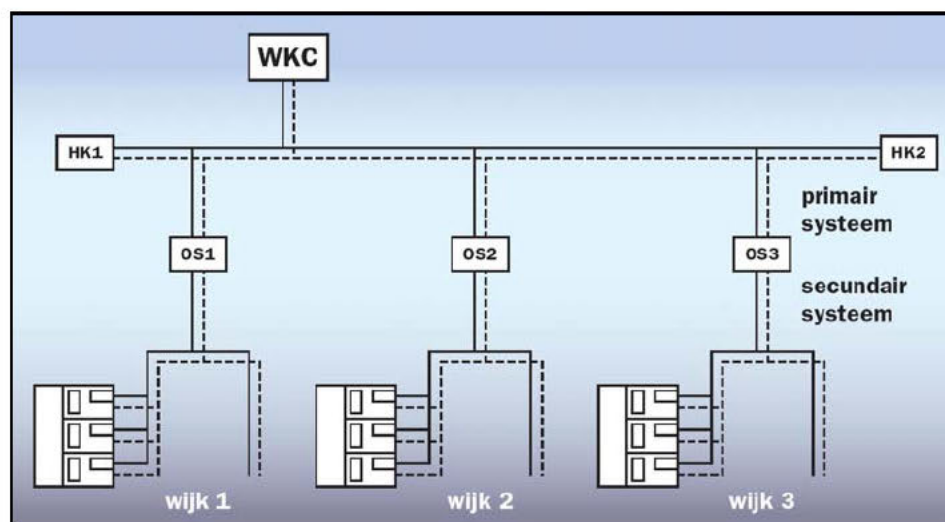 WKC
HK1
HK2
primair
systeem
OS1
OS2
OS3
secundair
systeem
wijk 1
wijk 2
wijk 3